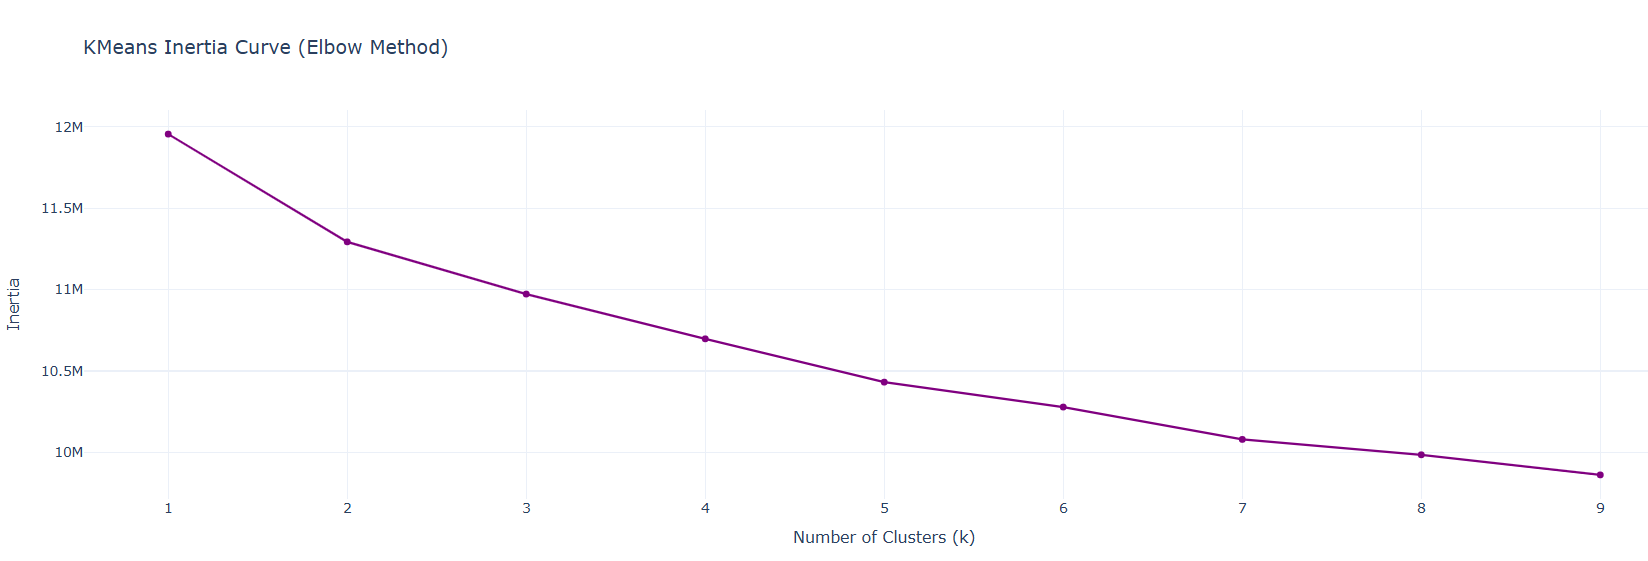 KMeans Inertia Curve (Elbow Method)
12M
11.5M
11M
10.5M
10M
Inertia
1 2 3 4 5 6 7 8 9
Number of Clusters (k)